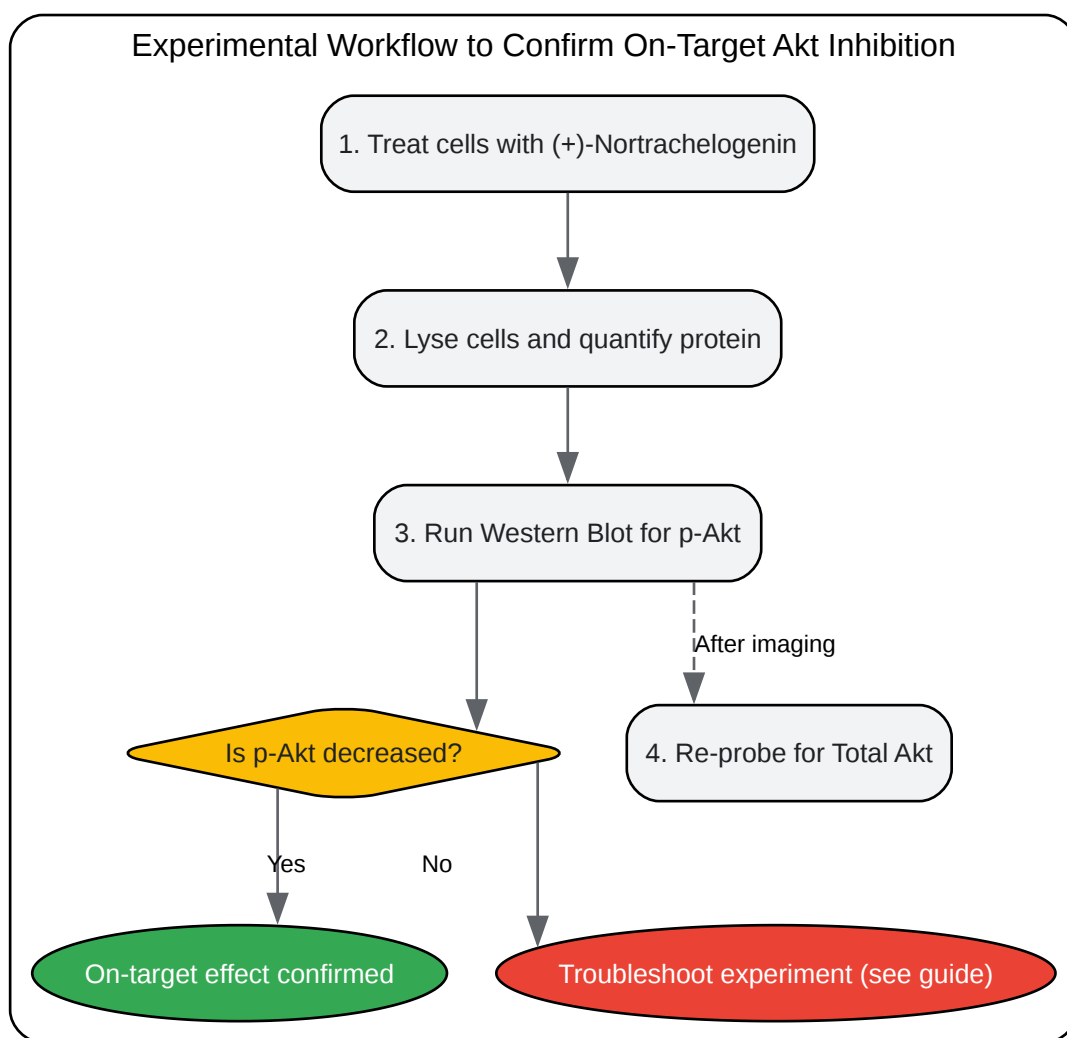 Experimental Workflow to Confirm On-Target Akt Inhibition
1. Treat cells with (+)-Nortrachelogenin
2. Lyse cells and quantify protein
3. Run Western Blot for p-Akt
After imaging
Is p-Akt decreased?
4. Re-probe for Total Akt
Yes
No
On-target effect confirmed
Troubleshoot experiment (see guide)